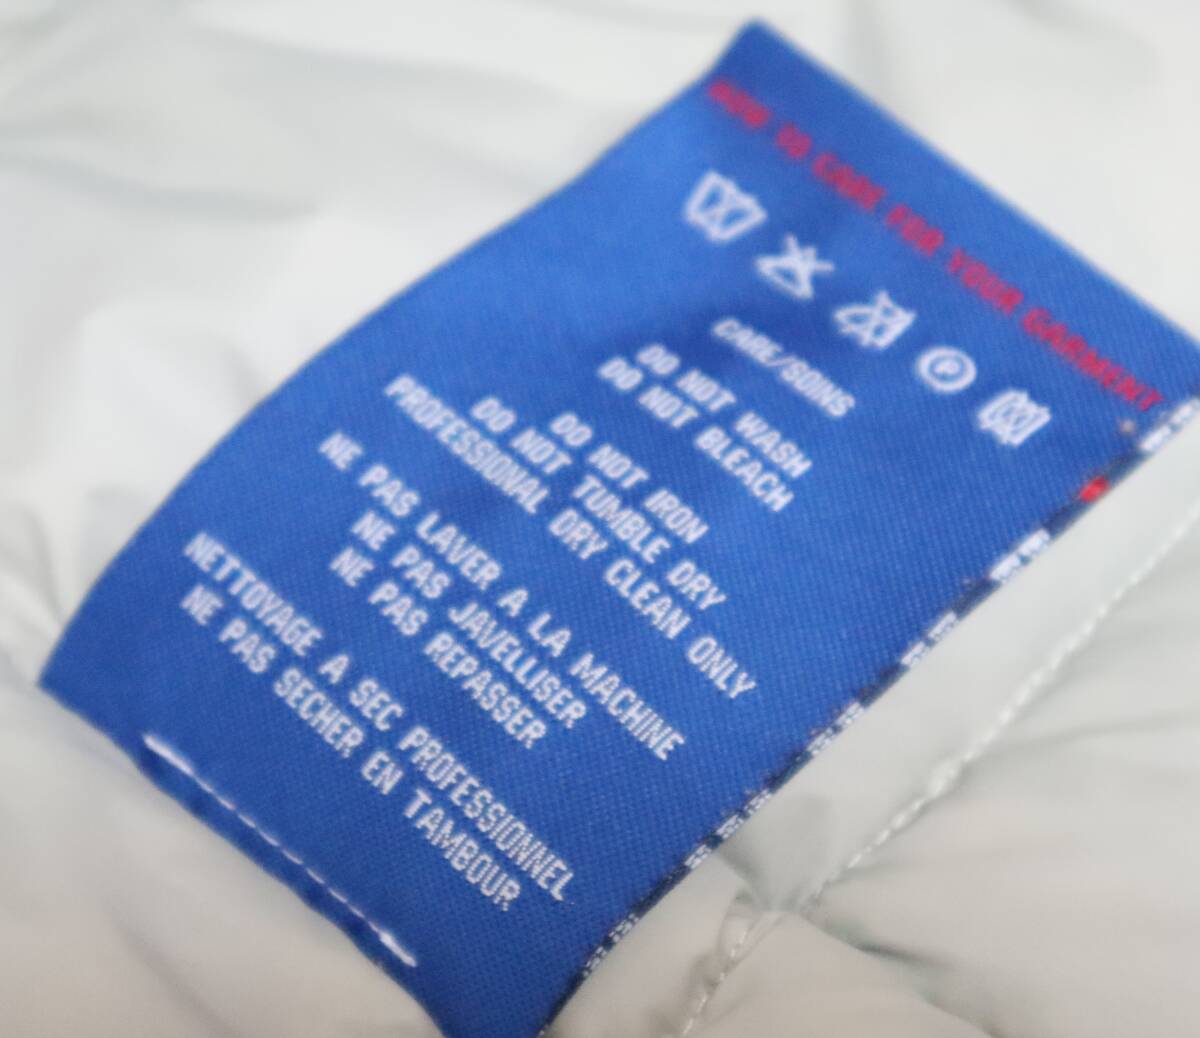 HOW TO CARE FOR YOUR GARMENT
P
CARE/SOINS
DO NOT WASH
DO NOT BLEACH
DO NOT IRON
DO NOT TUMBLE DRY
PROFESSIONAL DRY CLEAN ONLY
NE PAS LAVER A LA MACHINE
NE PAS JAVELLISER
NE PAS REPASSER
NETTOYAGE A SEC PROFESSIONNEL
NE PAS SECHER EN TAMBOUR